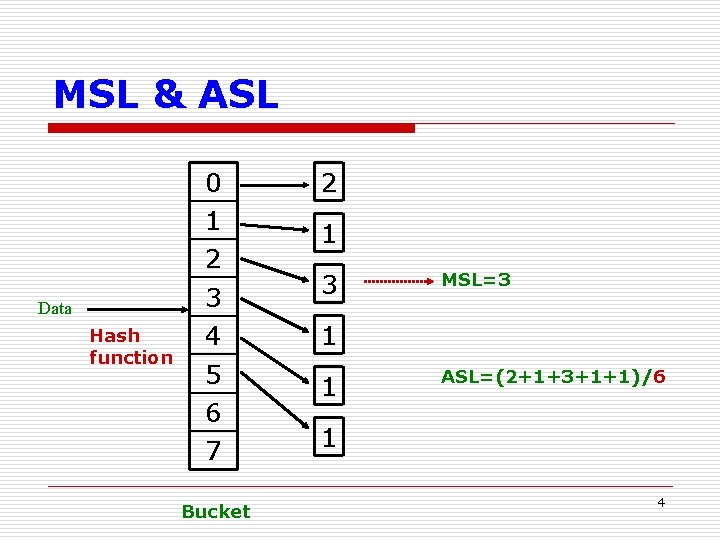 MSL & ASL
0
1
2
3
4
5
6
7
2
1
3
1
1
1
Data
Hash
function
MSL=3
ASL=(2+1+3+1+1)/6
Bucket
4